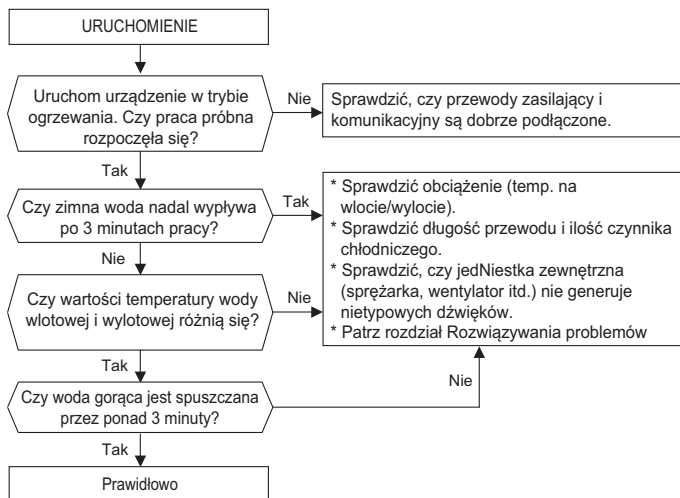 URUCHOMIENIE
Uruchom urządzenie w trybie
ogrzewania. Czy praca próbna
rozpoczęła się?
Nie
Sprawdzić, czy przewody zasilający i
komunikacyjny są dobrze podłączone.
Tak
Czy zimna woda nadal wypływa
po 3 minutach pracy?
Tak
* Sprawdzić obciążenie (temp. na
wlocie/wylocie).
* Sprawdzić długość przewodu i ilość czynnika
chłodniczego.
* Sprawdzić, czy jedNiestka zewnętrzna
(sprężarka, wentylator itd.) nie generuje
nietypowych dźwięków.
* Patrz rozdział Rozwiązywania problemów
Nie
Czy wartości temperatury wody
wlotowej i wylotowej różnią się?
Nie
Tak
Czy woda gorąca jest spuszczana
przez ponad 3 minuty?
Nie
Tak
Prawidłowo